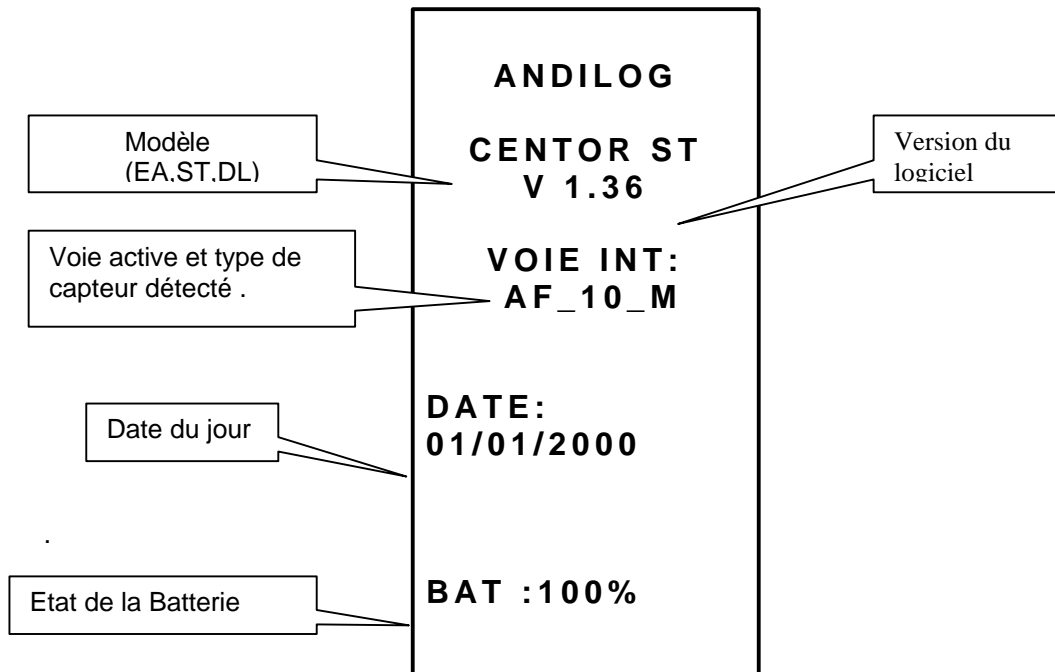 ANDILOG
Modèle
(EA,ST,DL)
CENTOR ST
V 1.36
Version du
logiciel
Voie active et type de
capteur détecté .
VOIE INT:
AF_10_M
Date du jour
DATE:
01/01/2000
.
Etat de la Batterie
BAT :100%